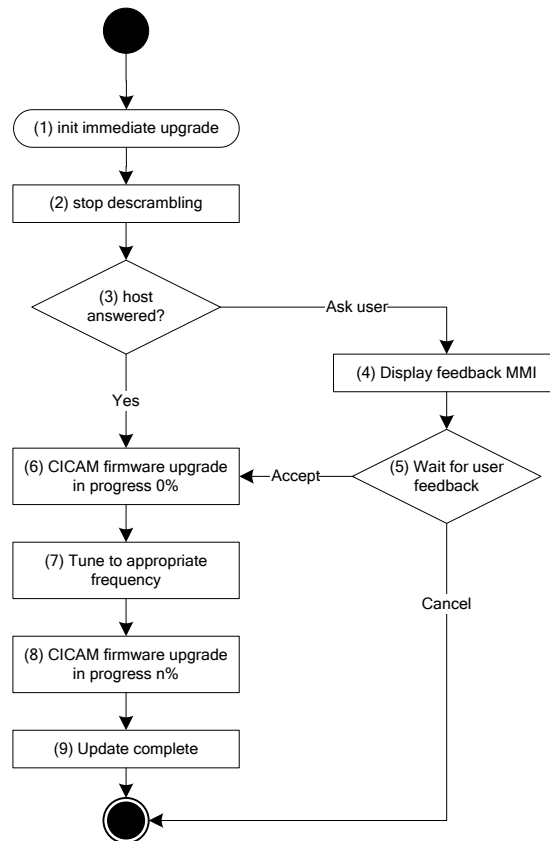 (1) init immediate upgrade
(2) stop descrambling
(3) host
answered?
Ask user
(4) Display feedback MMI
Yes
(5) Wait for user
feedback
Accept
(6) CICAM firmware upgrade
in progress 0%
(7) Tune to appropriate
frequency
Cancel
(8) CICAM firmware upgrade
in progress n%
(9) Update complete